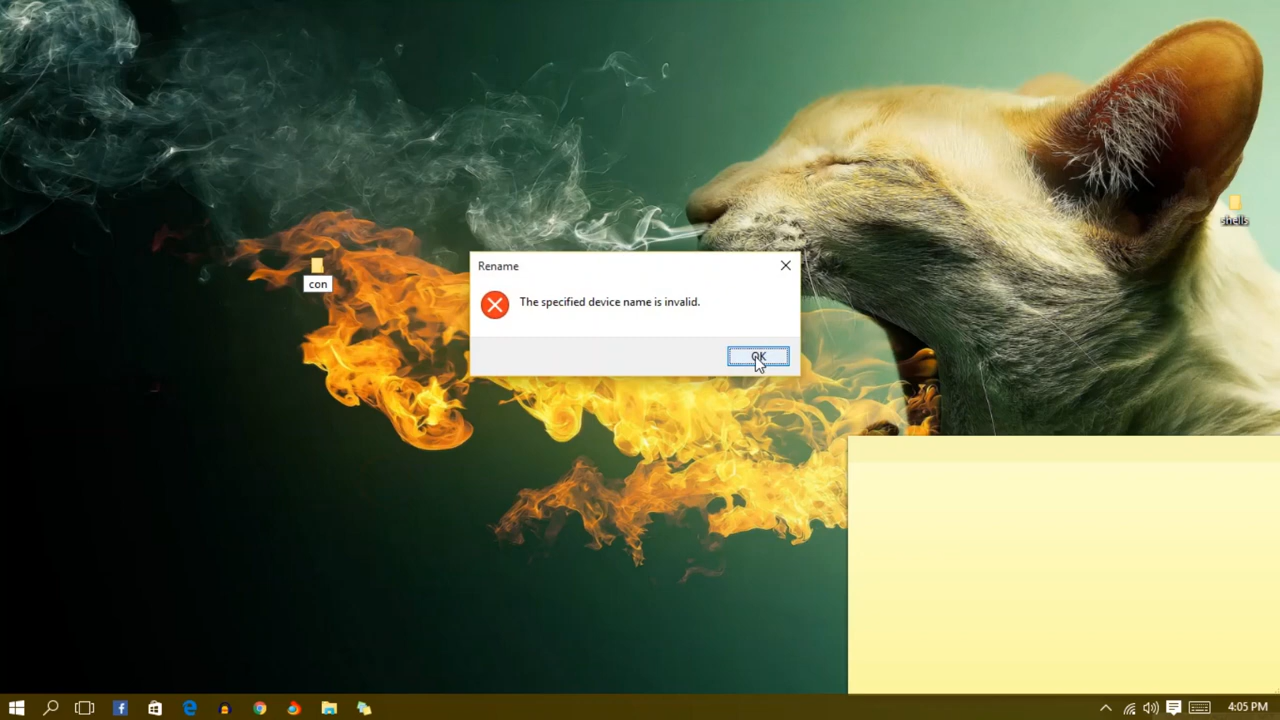 shells
Rename
con
The specified device name is invalid.
OK
4:05 PM